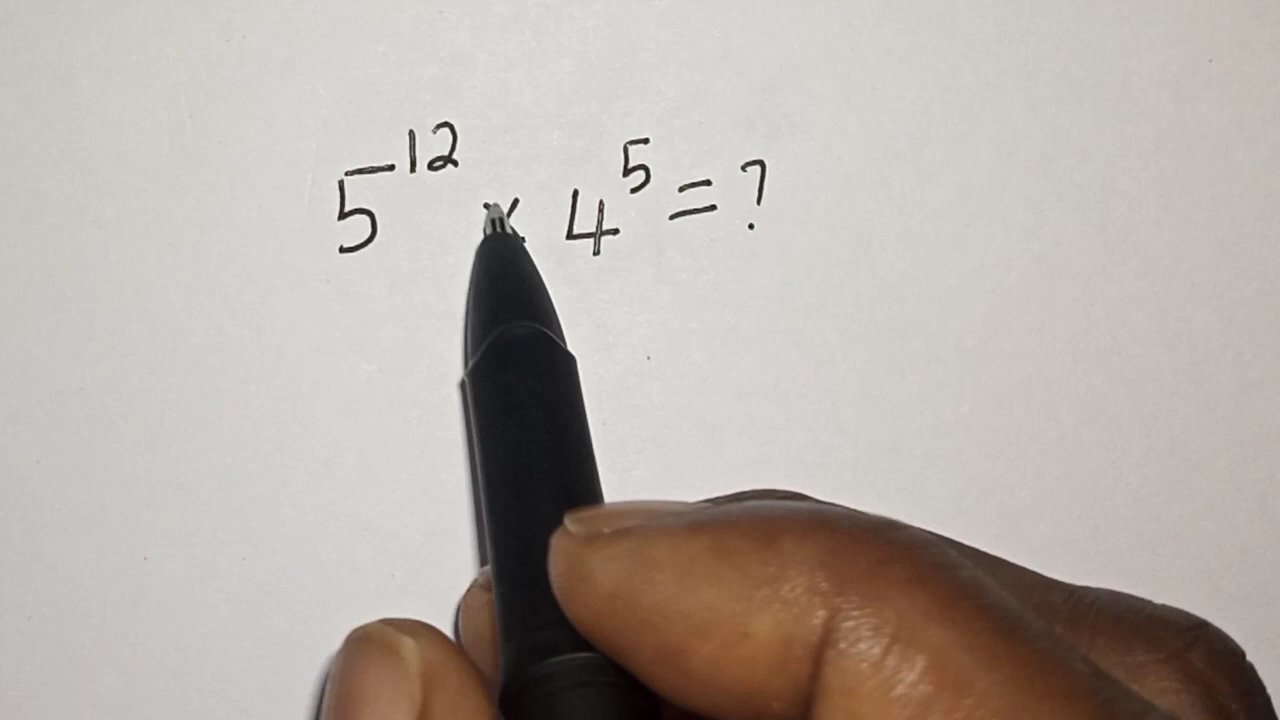 5¹² × 4⁵ = ?